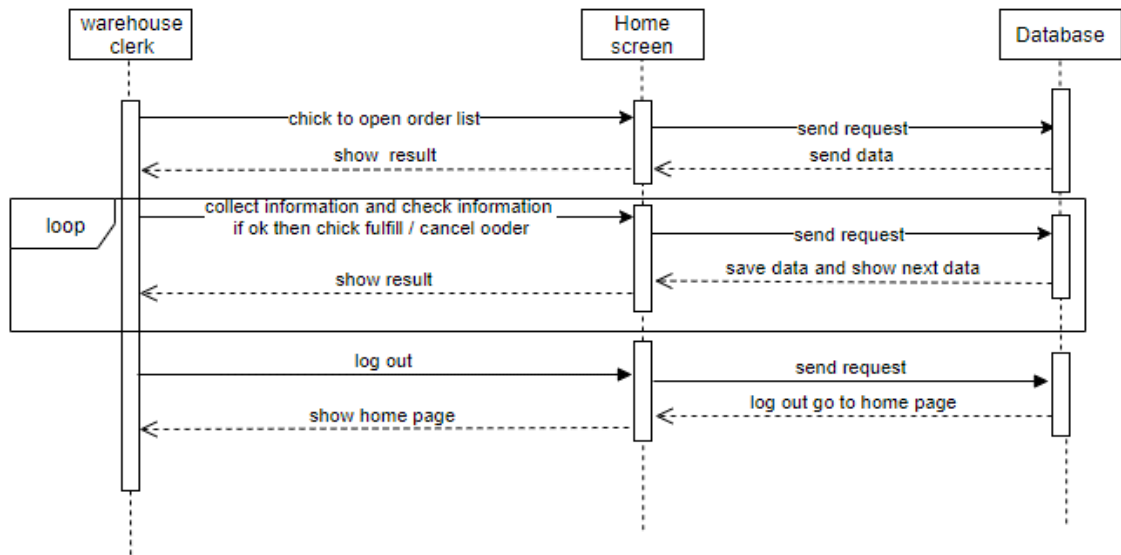 warehouse
clerk
Home
screen
Database
chick to open order list
send request
show result
send data
loop
collect information and check information
if ok then chick fulfill / cancel ooder
send request
save data and show next data
show result
log out
send request
log out go to home page
show home page